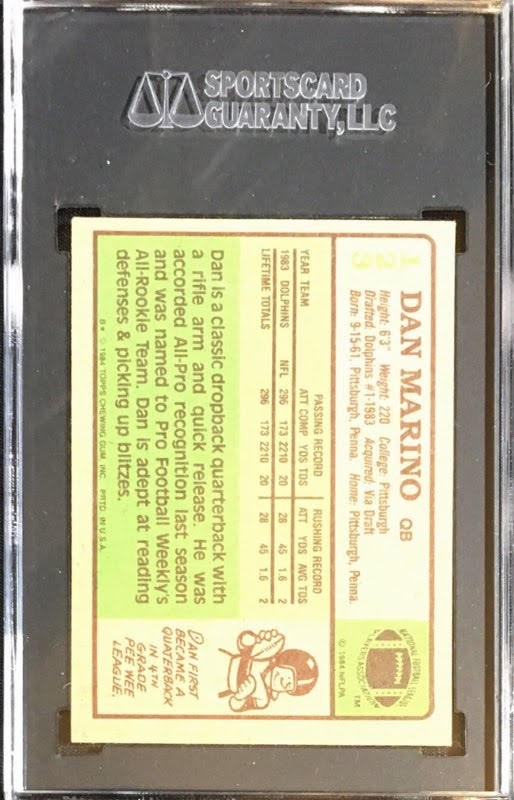 SPORTSCARD
GUARANTY, LLC
123
DAN MARINO QB
Height: 6'3" Weight: 220 College: Pittsburgh
Drafted: Dolphins #1-1983 Acquired: Via Draft
Born: 9-15-61, Pittsburgh, Penna. Home: Pittsburgh, Penna.
NATIONAL FOOTBALL LEAGUE
PLAYERS ASSOCIATION
TM
© 1984 NFLPA
PASSING RECORD RUSHING RECORD
YEAR TEAM ATT COMP YDS TDS ATT YDS AVG TDS
1983 DOLPHINS NFL 296 173 2210 20 28 45 1.6 2
LIFETIME TOTALS 296 173 2210 20 28 45 1.6 2
Dan is a classic dropback quarterback with
a rifle arm and quick release. He was
accorded All-Pro recognition last season
and was named to Pro Football Weekly's
All-Rookie Team. Dan is adept at reading
defenses & picking up blitzes.
DAN FIRST
BECAME A
QUATERBACK
IN 4TH
GRADE
PEE WEE
LEAGUE.
B* © 1984 TOPPS CHEWING GUM, INC. PRTD. IN U.S.A.